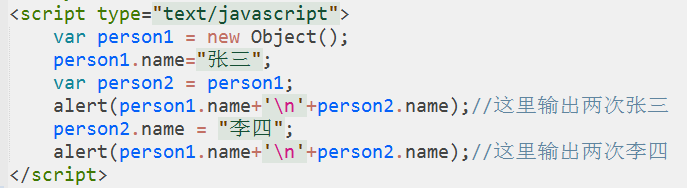 <script type="text/javascript">
    var person1 = new Object();
    person1.name="张三";
    var person2 = person1;
    alert(person1.name+'\n'+person2.name);//这里输出两次张三
    person2.name = "李四";
    alert(person1.name+'\n'+person2.name);//这里输出两次李四
</script>